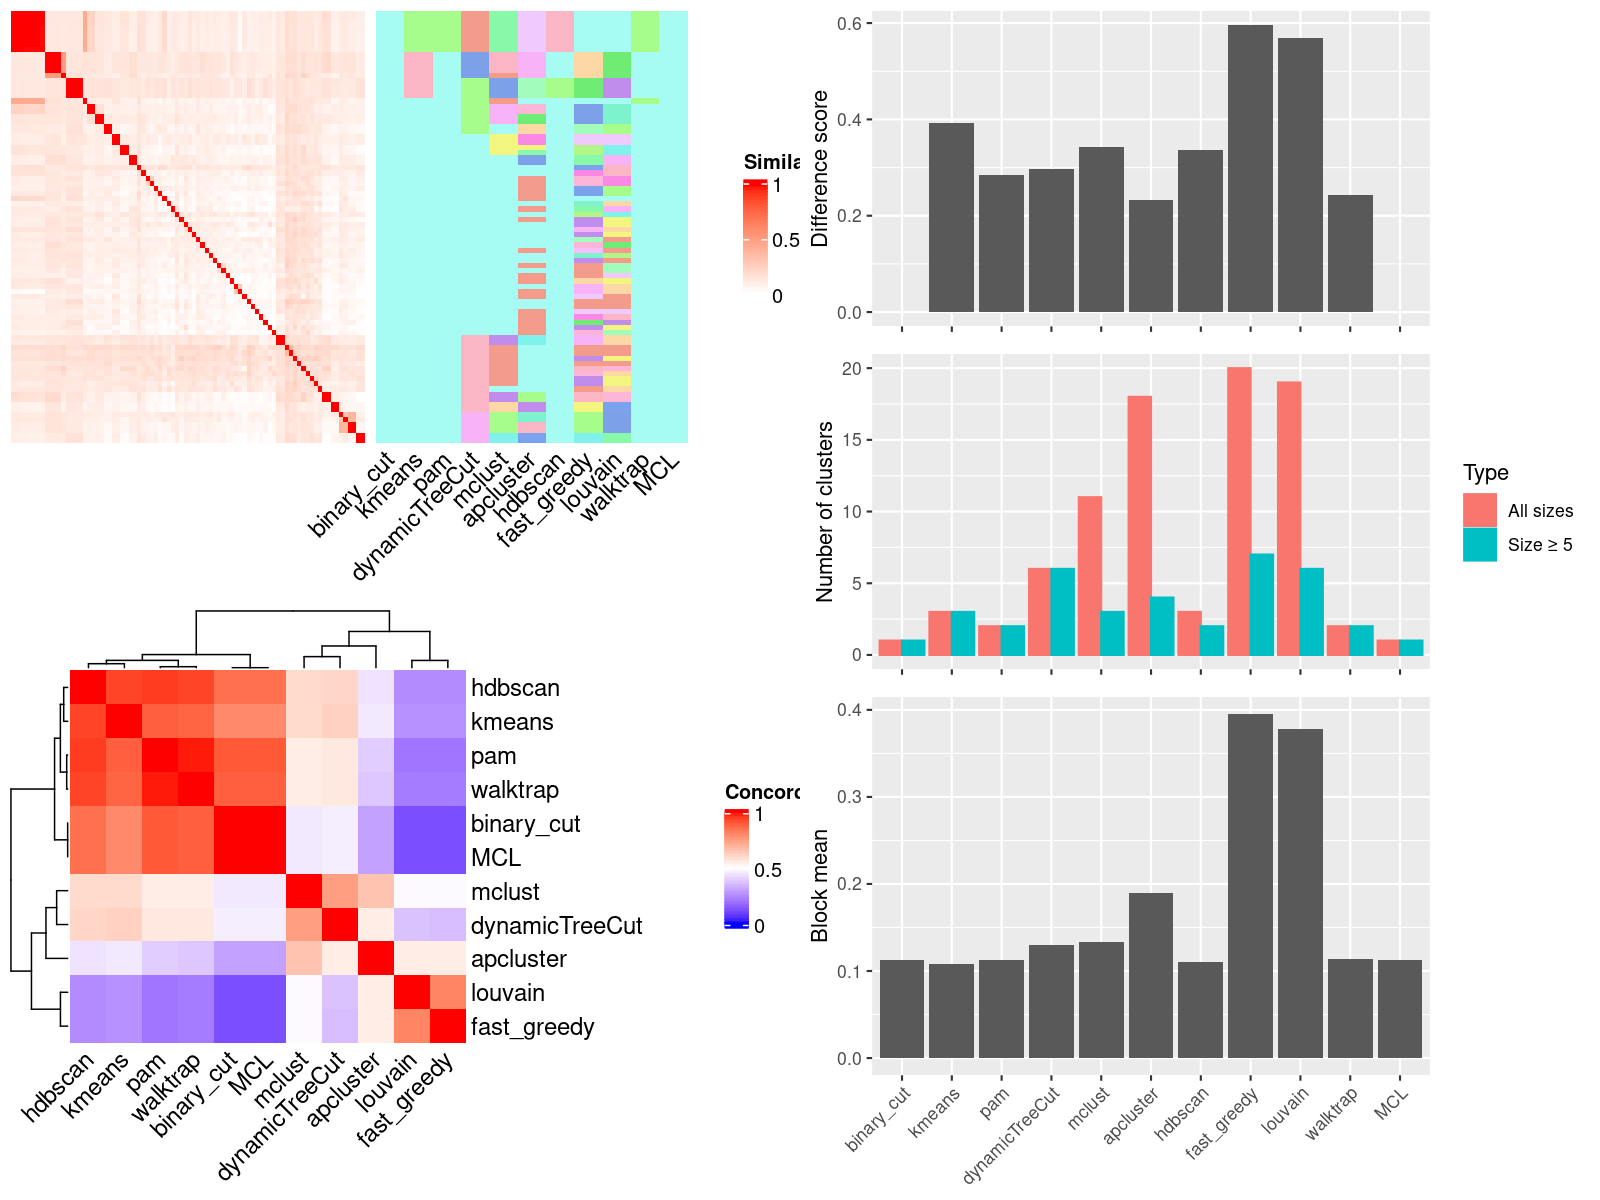 Simila
1
0.5
0
binary_cut
kmeans
pam
dynamicTreeCut
mclust
apcluster
hdbscan
fast_greedy
louvain
walktrap
MCL
hdbscan
kmeans
pam
walktrap
binary_cut
MCL
mclust
dynamicTreeCut
apcluster
louvain
fast_greedy
hdbscan
kmeans
pam
walktrap
binary_cut
MCL
mclust
dynamicTreeCut
apcluster
louvain
fast_greedy
Concord
1
0.5
0
Difference score
0.6
0.4
0.2
0.0
Number of clusters
20
15
10
5
0
Type
All sizes
Size ≥ 5
Block mean
0.4
0.3
0.2
0.1
0.0
binary_cut
kmeans
pam
dynamicTreeCut
mclust
apcluster
hdbscan
fast_greedy
louvain
walktrap
MCL